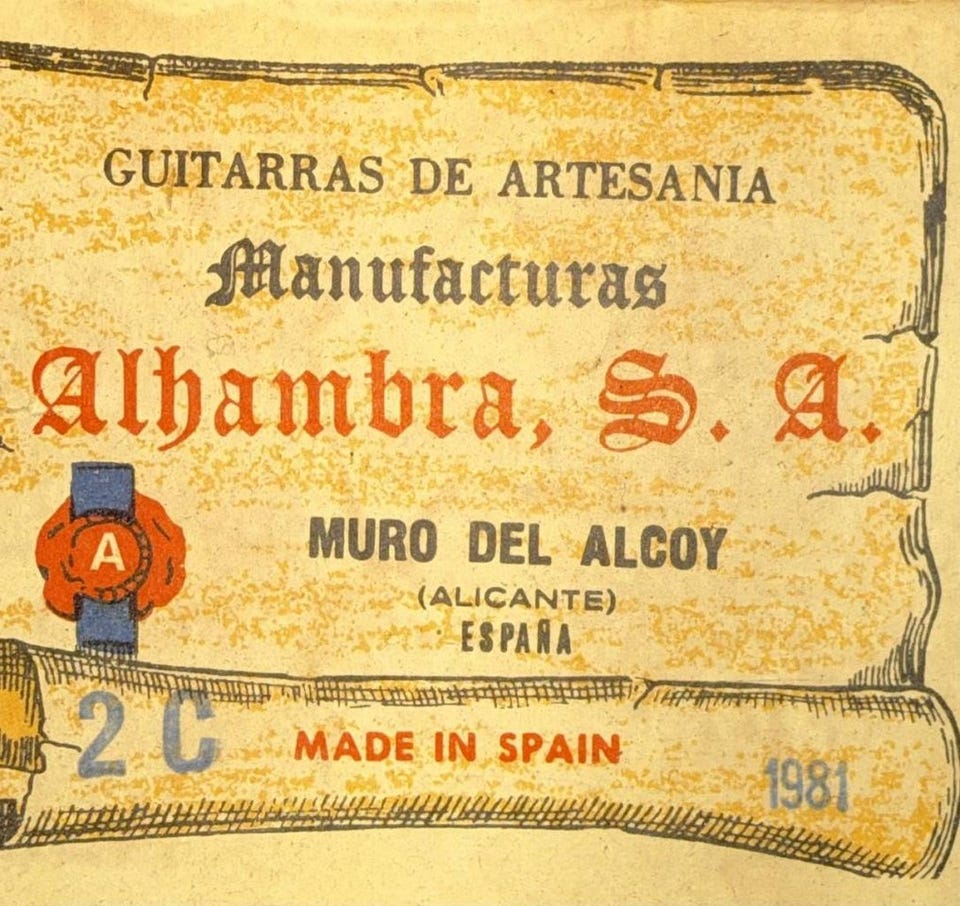 GUITARRAS DE ARTESANIA
Manufacturas
Alhambra, S. A.
A
MURO DEL ALCOY
(ALICANTE)
ESPAÑA
2 C MADE IN SPAIN 1981